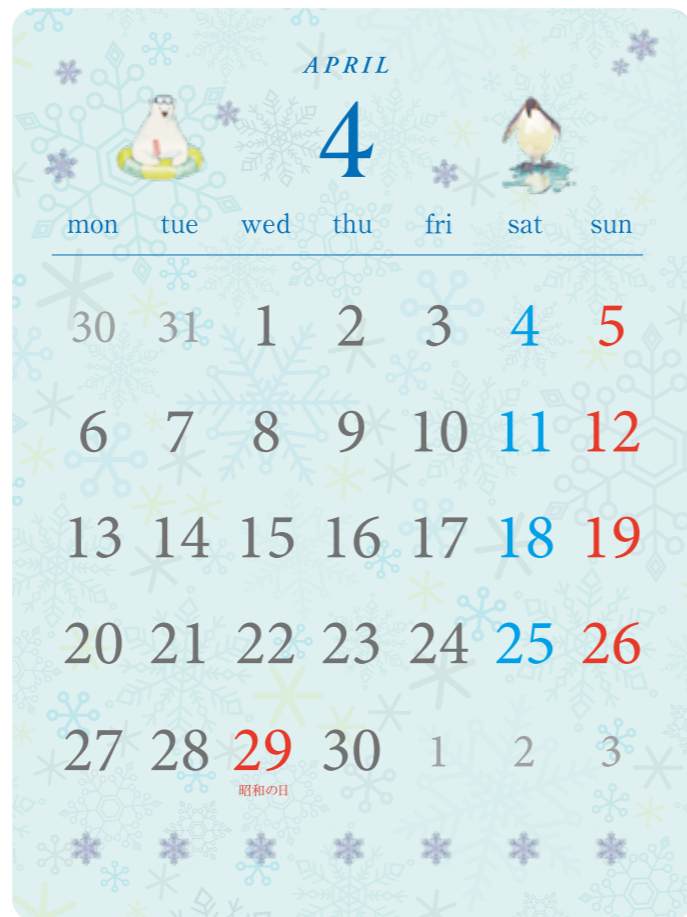 APRIL
4
mon tue wed thu fri sat sun
30 31 1 2 3 4 5
6 7 8 9 10 11 12
13 14 15 16 17 18 19
20 21 22 23 24 25 26
27 28 29 30 1 2 3
昭和の日